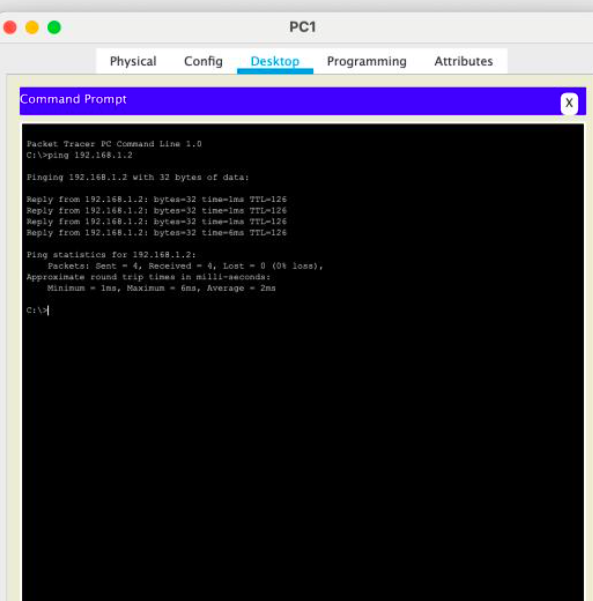 PC1
Physical Config Desktop Programming Attributes
Command Prompt
X
Packet Tracer PC Command Line 1.0
C:\>ping 192.168.1.2
Pinging 192.168.1.2 with 32 bytes of data:
Reply from 192.168.1.2: bytes=32 time=1ms TTL=126
Reply from 192.168.1.2: bytes=32 time=1ms TTL=126
Reply from 192.168.1.2: bytes=32 time=1ms TTL=126
Reply from 192.168.1.2: bytes=32 time=6ms TTL=126
Ping statistics for 192.168.1.2:
Packets: Sent = 4, Received = 4, Lost = 0 (0% loss),
Approximate round trip times in milli-seconds:
Minimum = 1ms, Maximum = 6ms, Average = 2ms
C:\>